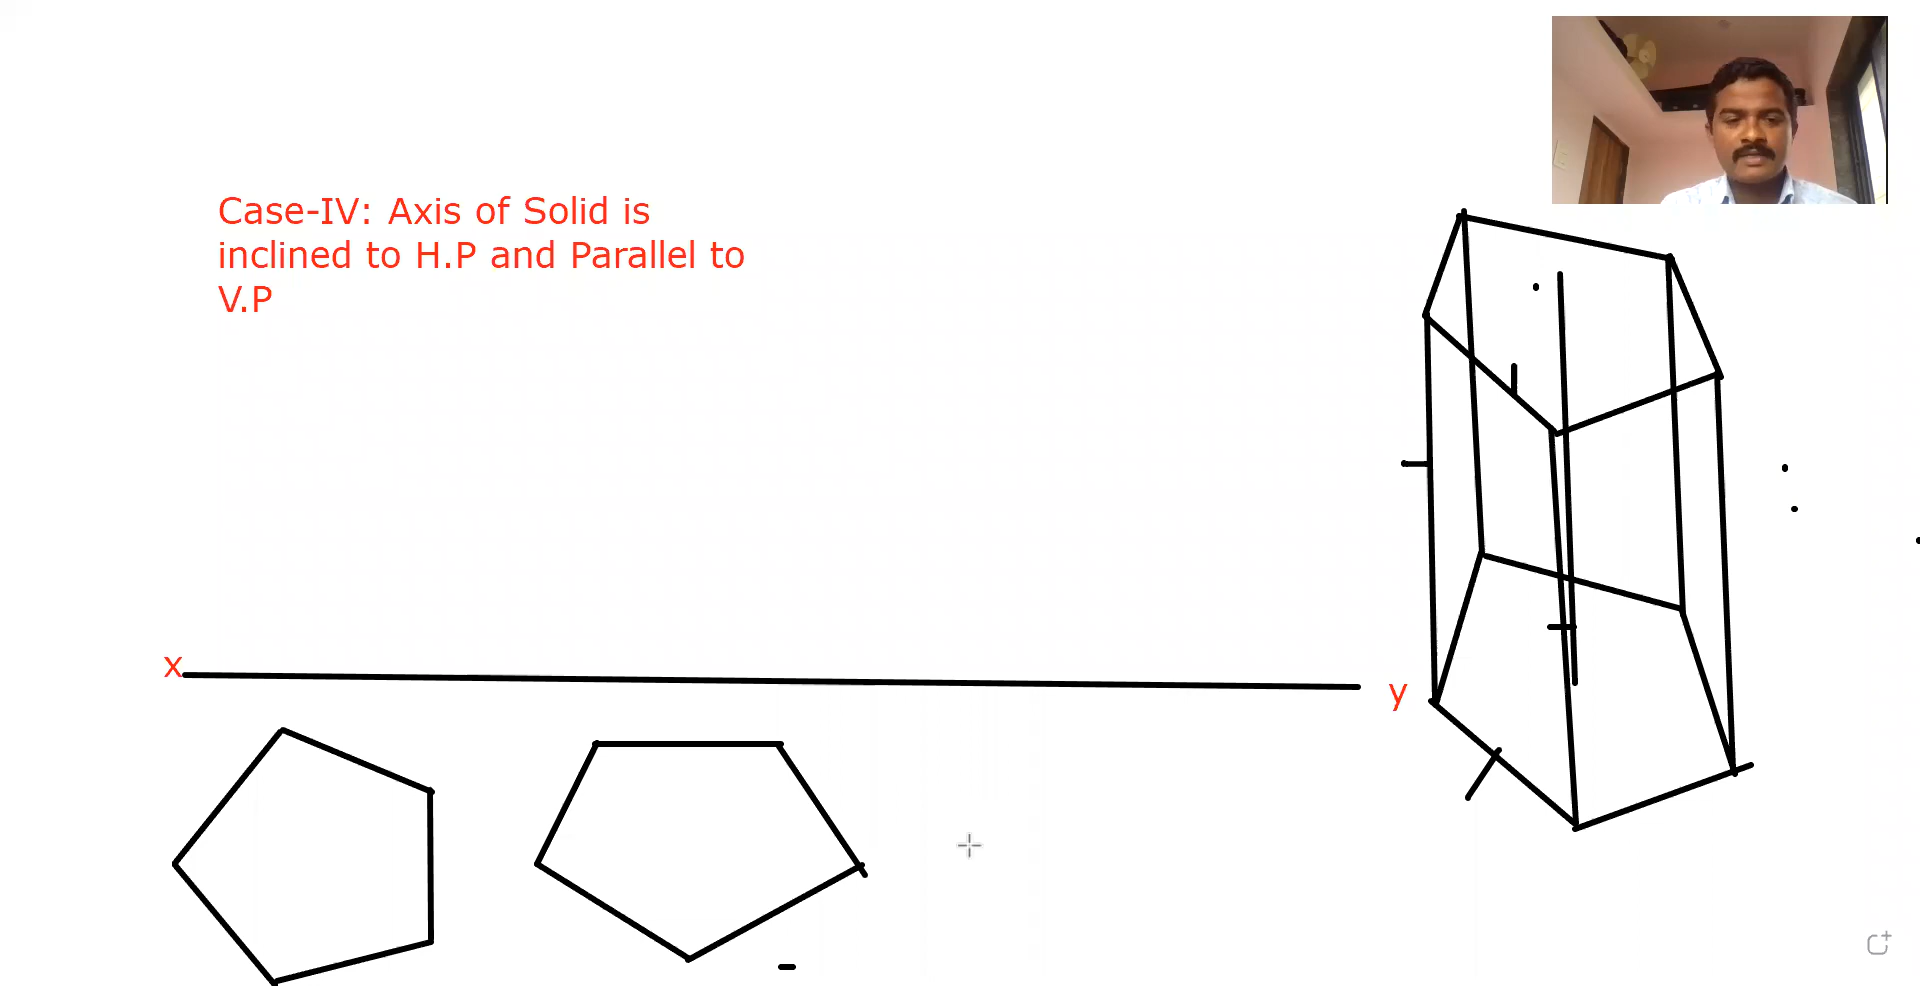 Case-IV: Axis of Solid is
inclined to H.P and Parallel to
V.P
x
y